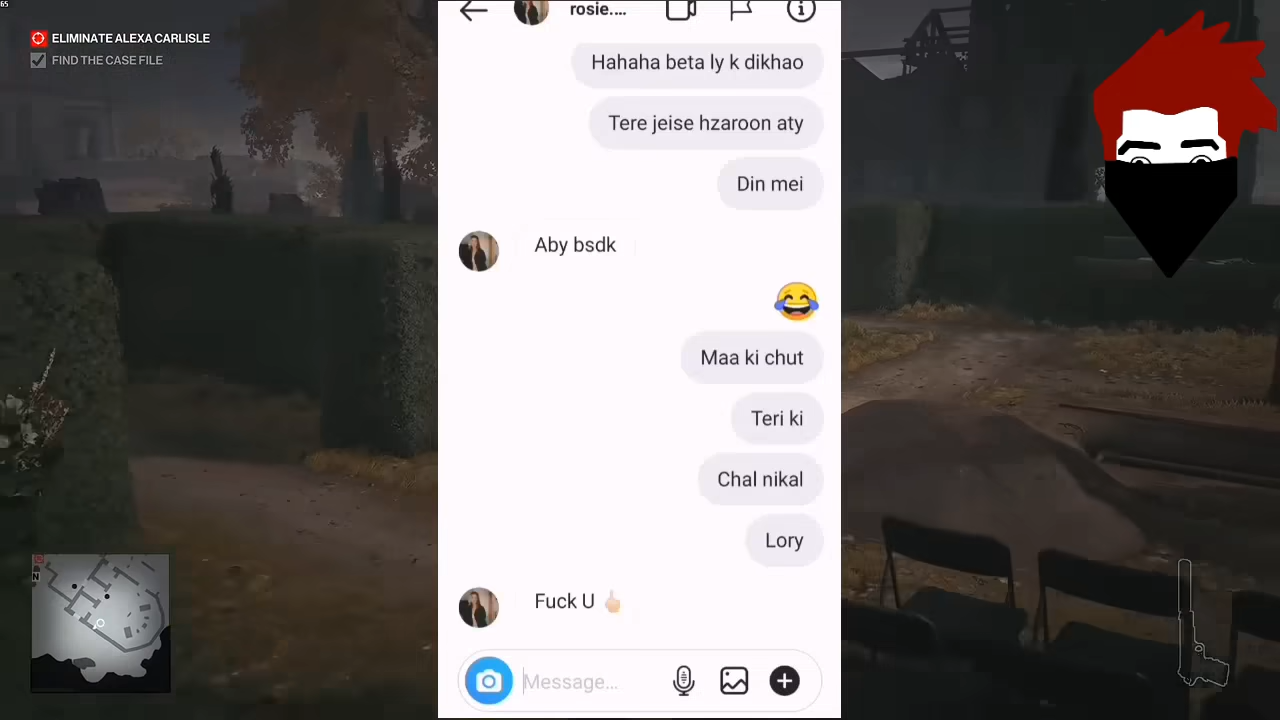 65
ELIMINATE ALEXA CARLISLE
FIND THE CASE FILE
N
rosie....
Hahaha beta ly k dikhao
Tere jeise hzaroon aty
Din mei
Aby bsdk
Maa ki chut
Teri ki
Chal nikal
Lory
Fuck U
Message...